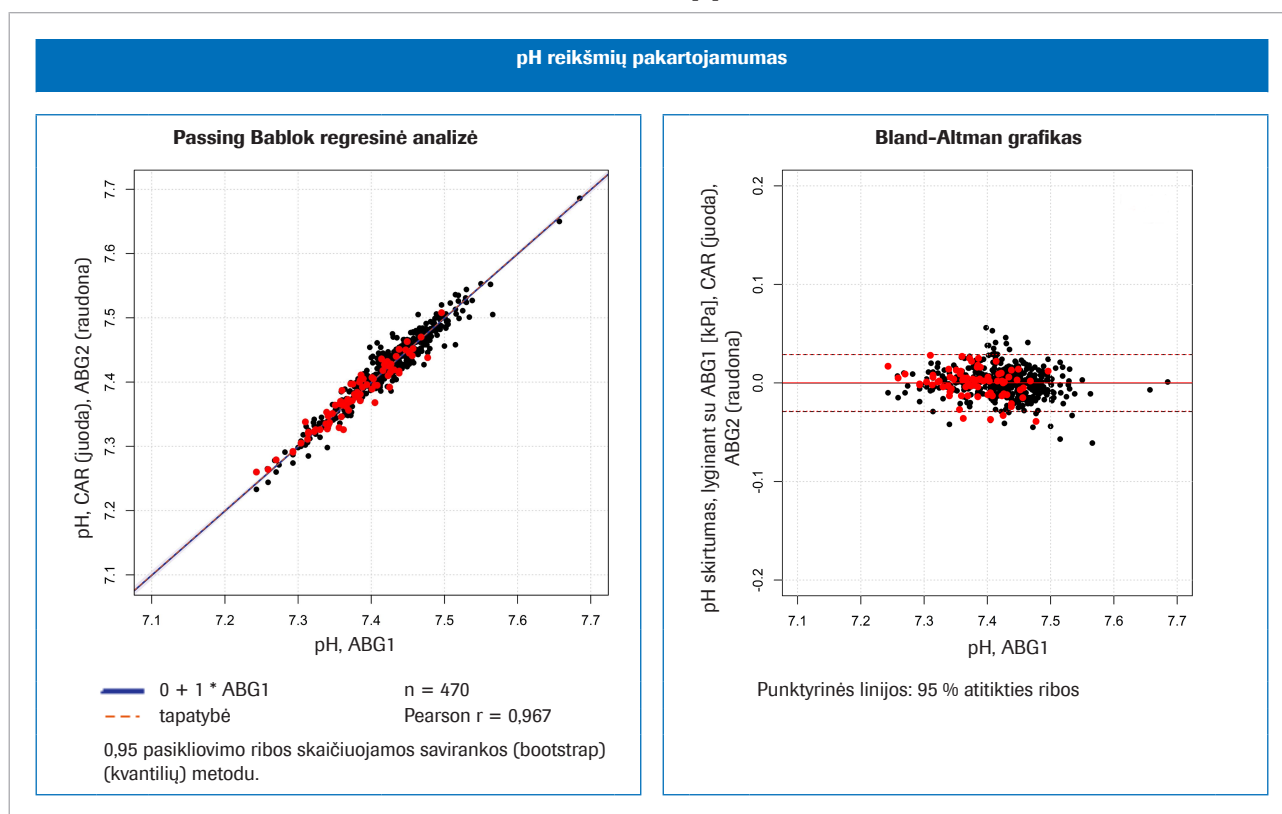 pH reikšmių pakartojamumas
Passing Bablok regresinė analizė
pH, CAR (juoda), ABG2 (raudona)
7.7
7.6
7.5
7.4
7.3
7.2
7.1
7.1 7.2 7.3 7.4 7.5 7.6 7.7
pH, ABG1
0 + 1 * ABG1 n = 470
tapatybė Pearson r = 0,967
0,95 pasikliovimo ribos skaičiuojamos savirankos (bootstrap)
(kvantilių) metodu.
Bland-Altman grafikas
pH skirtumas, lyginant su ABG1 [kPa], CAR (juoda),
ABG2 (raudona)
0.2
0.1
0.0
-0.1
-0.2
7.1 7.2 7.3 7.4 7.5 7.6 7.7
pH, ABG1
Punktyrinės linijos: 95 % atitikties ribos